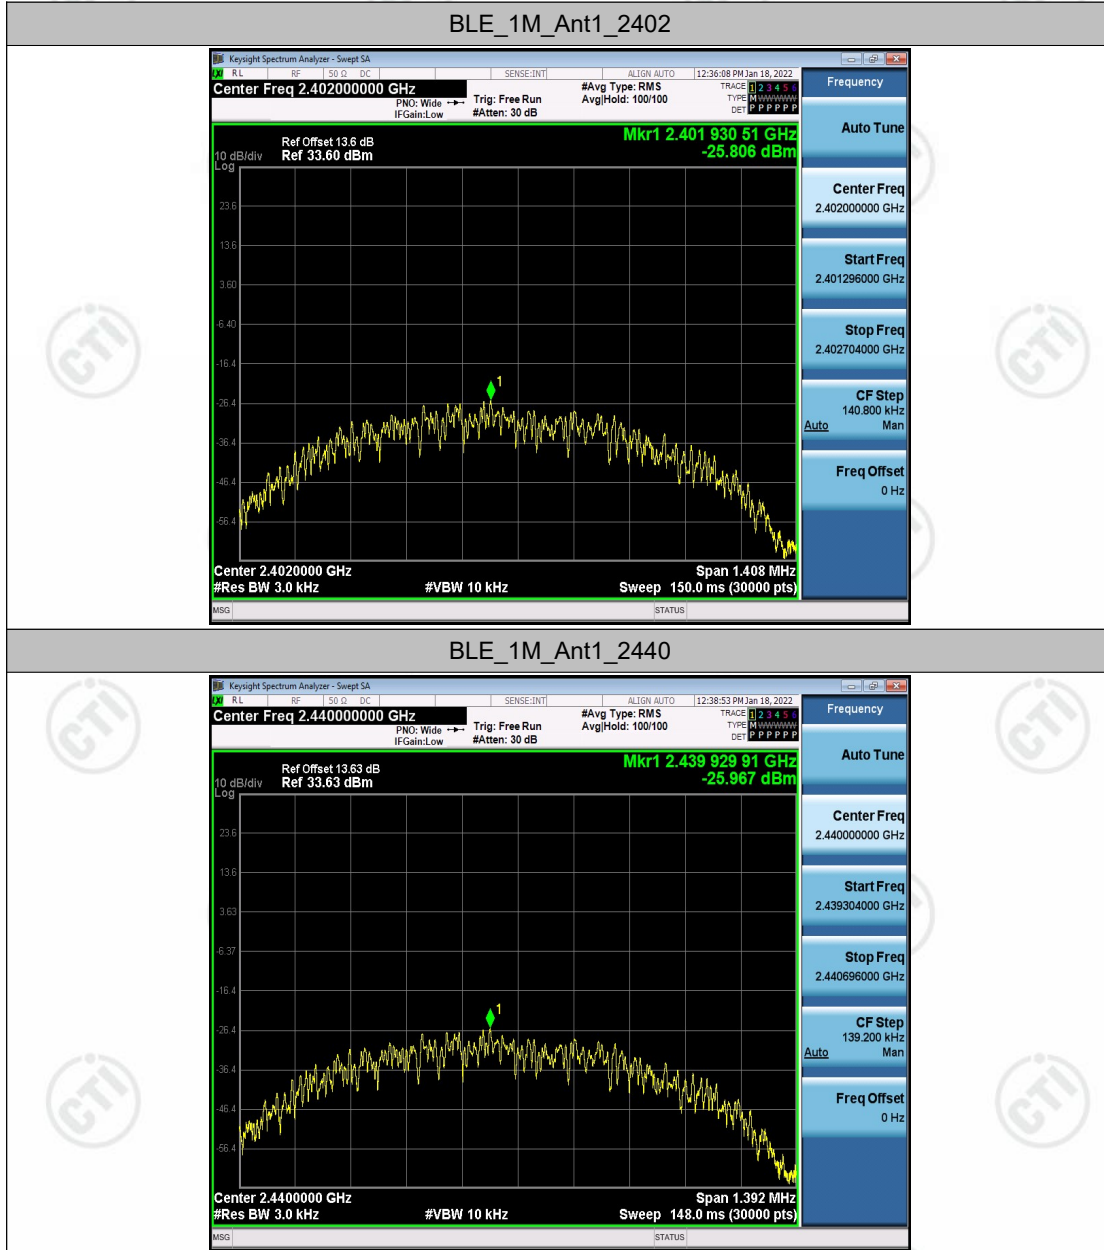 BLE_1M_Ant1_2402
Keysight Spectrum Analyzer - Swept SA
RL RF 50 Ω DC SENSE:INT ALIGN AUTO 12:36:08 PM Jan 18, 2022
Center Freq 2.402000000 GHz #Avg Type: RMS TRACE 1 2 3 4 5 6
PNO: Wide Trig: Free Run Avg|Hold: 100/100 TYPE M WWWWW
IFGain:Low #Atten: 30 dB DET P P P P P P
Frequency
Auto Tune
Mkr1 2.401 930 51 GHz
-25.806 dBm
Ref Offset 13.6 dB
10 dB/div Ref 33.60 dBm
Log
23.6
13.6
3.60
-6.40
-16.4
-26.4
-36.4
-46.4
-56.4
1
Center 2.4020000 GHz Span 1.408 MHz
#Res BW 3.0 kHz #VBW 10 kHz Sweep 150.0 ms (30000 pts)
MSG STATUS
Center Freq
2.402000000 GHz
Start Freq
2.401296000 GHz
Stop Freq
2.402704000 GHz
CF Step
140.800 kHz
Auto Man
Freq Offset
0 Hz
CTI
CTI
BLE_1M_Ant1_2440
Keysight Spectrum Analyzer - Swept SA
RL RF 50 Ω DC SENSE:INT ALIGN AUTO 12:38:53 PM Jan 18, 2022
Center Freq 2.440000000 GHz #Avg Type: RMS TRACE 1 2 3 4 5 6
PNO: Wide Trig: Free Run Avg|Hold: 100/100 TYPE M WWWWW
IFGain:Low #Atten: 30 dB DET P P P P P P
Frequency
Auto Tune
Mkr1 2.439 929 91 GHz
-25.967 dBm
Ref Offset 13.63 dB
10 dB/div Ref 33.63 dBm
Log
23.6
13.6
3.63
-6.37
-16.4
-26.4
-36.4
-46.4
-56.4
1
Center 2.4400000 GHz Span 1.392 MHz
#Res BW 3.0 kHz #VBW 10 kHz Sweep 148.0 ms (30000 pts)
MSG STATUS
Center Freq
2.440000000 GHz
Start Freq
2.439304000 GHz
Stop Freq
2.440696000 GHz
CF Step
139.200 kHz
Auto Man
Freq Offset
0 Hz
CTI
CTI
CTI
CTI